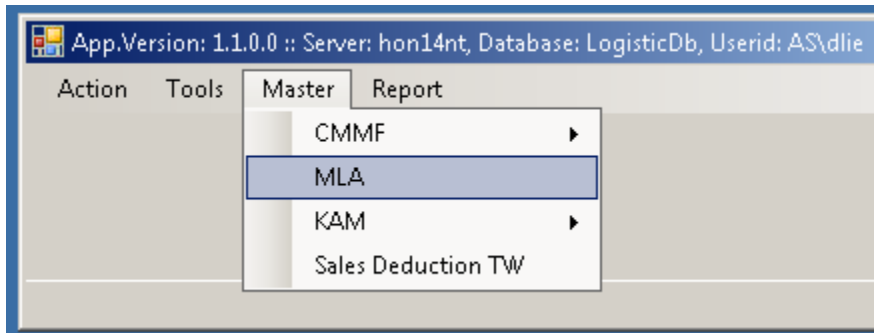 App.Version: 1.1.0.0 :: Server: hon14nt, Database: LogisticDb, Userid: AS\dlie
Action Tools Master Report
CMMF
MLA
KAM
Sales Deduction TW